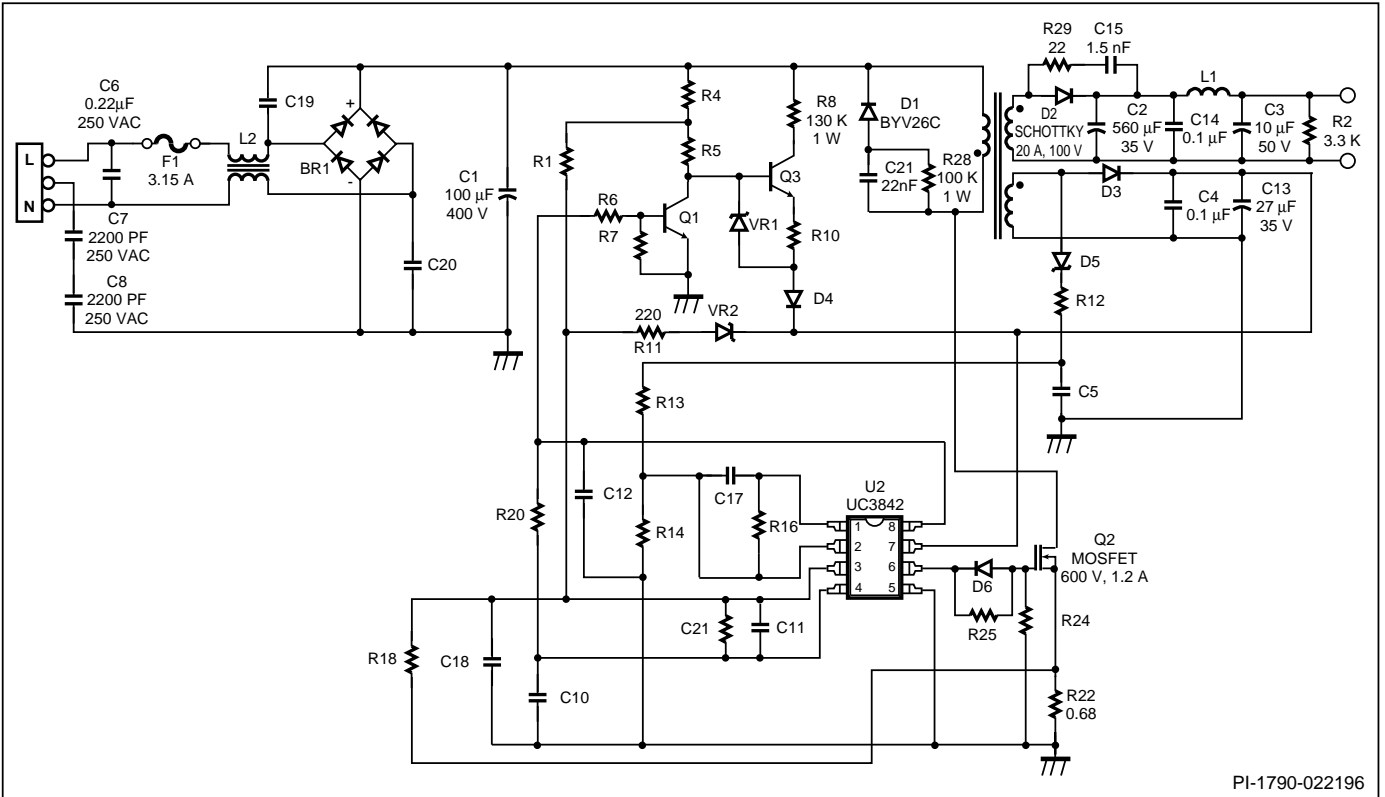 R29
22
C15
1.5 nF
L1
C6
0.22µF
250 VAC
C19
+
R4
R8
130 K
1 W
D1
BYV26C
D2
SCHOTTKY
20 A, 100 V
C2
560 µF
35 V
C14
0.1 µF
C3
10 µF
50 V
R2
3.3 K
L
N
F1
3.15 A
L2
BR1
-
C1
100 µF
400 V
R1
R5
Q3
C21
22nF
R28
100 K
1 W
D3
C4
0.1 µF
C13
27 µF
35 V
C7
2200 PF
250 VAC
C8
2200 PF
250 VAC
C20
R6
R7
Q1
VR1
R10
D4
D5
R12
220
R11
VR2
R13
C5
R20
C12
R14
C17
R16
U2
UC3842
1
2
3
4
8
7
6
5
Q2
MOSFET
600 V, 1.2 A
D6
R25
R24
R18
C18
C21
C11
C10
R22
0.68
PI-1790-022196